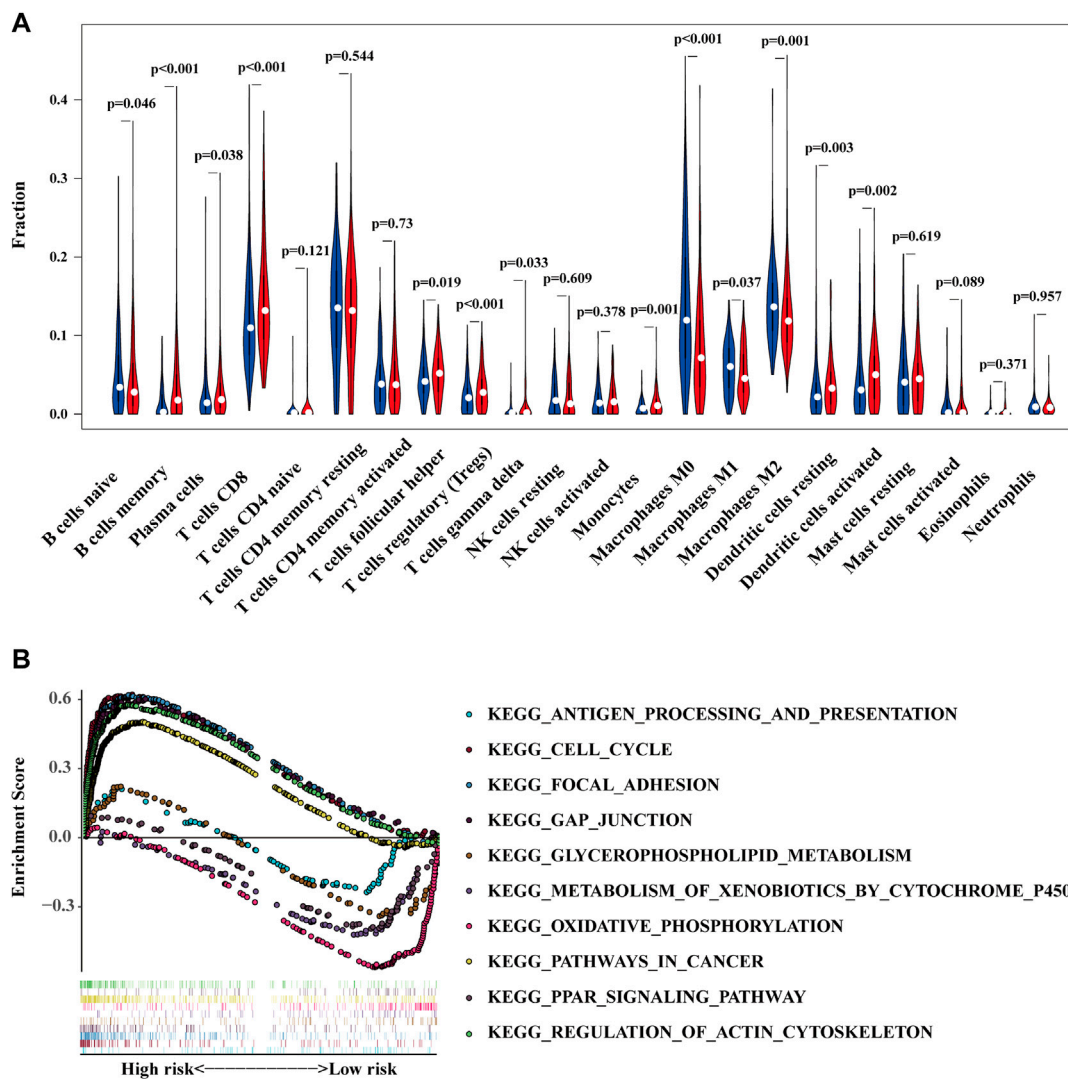 A
p<0.001
p=0.001
p=0.544
p<0.001
p<0.001
p=0.046
p=0.003
p=0.038
p=0.002
p=0.73
p=0.619
p=0.121
p=0.033
p=0.019
p=0.609
p=0.037
p=0.089
p=0.957
p<0.001
p=0.378
p=0.001
p=0.371
0.4
0.3
0.2
0.1
0.0
Fraction
B cells naive
B cells memory
Plasma cells
T cells CD8
T cells CD4 naive
T cells CD4 memory resting
T cells CD4 memory activated
T cells follicular helper
T cells regulatory (Tregs)
T cells gamma delta
NK cells resting
NK cells activated
Monocytes
Macrophages M0
Macrophages M1
Macrophages M2
Dendritic cells resting
Dendritic cells activated
Mast cells resting
Mast cells activated
Eosinophils
Neutrophils
B
0.6
0.3
0.0
−0.3
Enrichment Score
KEGG_ANTIGEN_PROCESSING_AND_PRESENTATION
KEGG_CELL_CYCLE
KEGG_FOCAL_ADHESION
KEGG_GAP_JUNCTION
KEGG_GLYCEROPHOSPHOLIPID_METABOLISM
KEGG_METABOLISM_OF_XENOBIOTICS_BY_CYTOCHROME_P450
KEGG_OXIDATIVE_PHOSPHORYLATION
KEGG_PATHWAYS_IN_CANCER
KEGG_PPAR_SIGNALING_PATHWAY
KEGG_REGULATION_OF_ACTIN_CYTOSKELETON
High risk<----------->Low risk